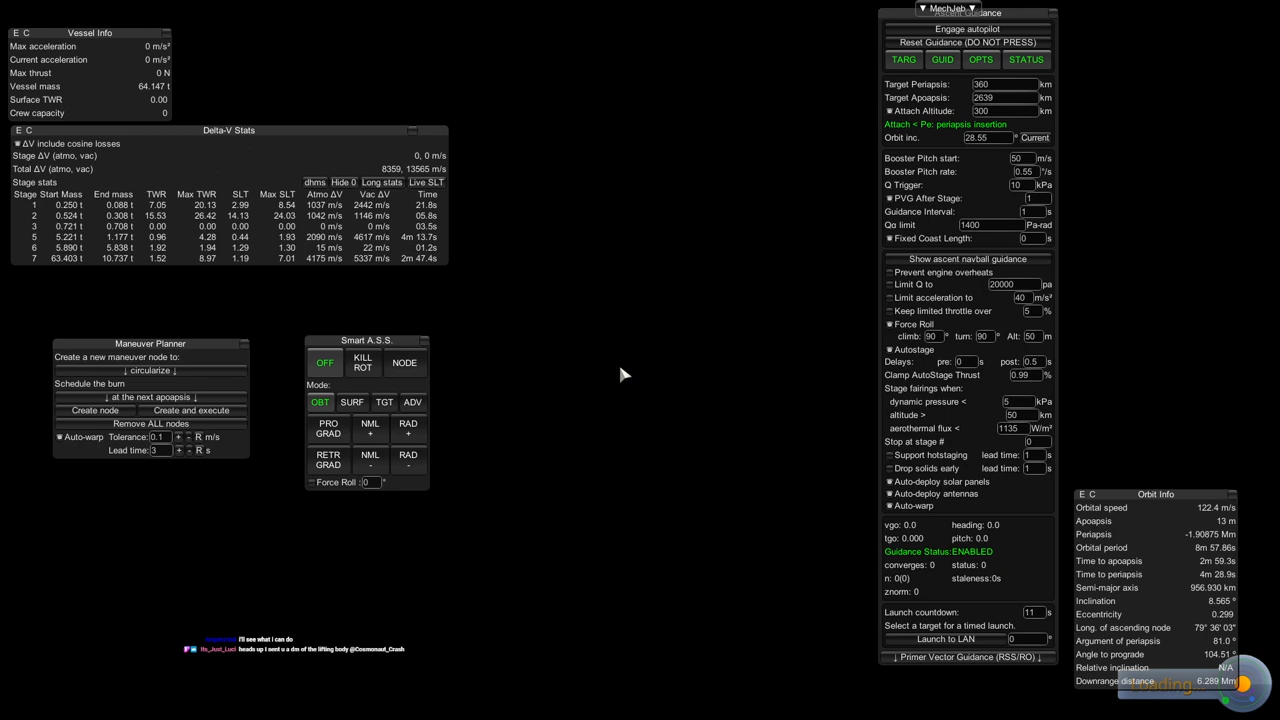 E C Vessel Info
Max acceleration 0 m/s²
Current acceleration 0 m/s²
Max thrust 0 N
Vessel mass 64.147 t
Surface TWR 0.00
Crew capacity 0
E C Delta-V Stats
ΔV include cosine losses
Stage ΔV (atmo, vac) 0, 0 m/s
Total ΔV (atmo, vac) 8359, 13565 m/s
Stage stats dhms Hide 0 Long stats Live SLT
Stage Start Mass End mass TWR Max TWR SLT Max SLT Atmo ΔV Vac ΔV Time
1 0.250 t 0.088 t 7.05 20.13 2.99 8.54 1037 m/s 2442 m/s 21.8s
2 0.524 t 0.308 t 15.53 26.42 14.13 24.03 1042 m/s 1146 m/s 05.8s
3 0.721 t 0.708 t 0.00 0.00 0.00 0.00 0 m/s 0 m/s 03.5s
5 5.221 t 1.177 t 0.96 4.28 0.44 1.93 2090 m/s 4617 m/s 4m 13.7s
6 5.890 t 5.838 t 1.92 1.94 1.29 1.30 15 m/s 22 m/s 01.2s
7 63.403 t 10.737 t 1.52 8.97 1.19 7.01 4175 m/s 5337 m/s 2m 47.4s
Maneuver Planner
Create a new maneuver node to:
↓ circularize ↓
Schedule the burn
↓ at the next apoapsis ↓
Create node Create and execute
Remove ALL nodes
Auto-warp Tolerance: 0.1 + - R m/s
Lead time: 3 + - R s
Smart A.S.S.
OFF KILL ROT NODE
Mode:
OBT SURF TGT ADV
PRO GRAD NML + RAD +
RETR GRAD NML - RAD -
Force Roll : 0 °
I'll see what i can do
Its_Just_Luci heads up I sent u a dm of the lifting body @Cosmonaut_Crash
▼ MechJeb ▼
Ascent Guidance
Engage autopilot
Reset Guidance (DO NOT PRESS)
TARG GUID OPTS STATUS
Target Periapsis: 360 km
Target Apoapsis: 2639 km
Attach Altitude: 300 km
Attach < Pe: periapsis insertion
Orbit inc. 28.55 ° Current
Booster Pitch start: 50 m/s
Booster Pitch rate: 0.55 °/s
Q Trigger: 10 kPa
PVG After Stage: 1
Guidance Interval: 1 s
Qα limit 1400 Pa-rad
Fixed Coast Length: 0 s
Show ascent navball guidance
Prevent engine overheats
Limit Q to 20000 pa
Limit acceleration to 40 m/s²
Keep limited throttle over 5 %
Force Roll
climb: 90 ° turn: 90 ° Alt: 50 m
Autostage
Delays: pre: 0 s post: 0.5 s
Clamp AutoStage Thrust 0.99 %
Stage fairings when:
dynamic pressure < 5 kPa
altitude > 50 km
aerothermal flux < 1135 W/m²
Stop at stage # 0
Support hotstaging lead time: 1 s
Drop solids early lead time: 1 s
Auto-deploy solar panels
Auto-deploy antennas
Auto-warp
vgo: 0.0 heading: 0.0
tgo: 0.000 pitch: 0.0
Guidance Status: ENABLED
converges: 0 status: 0
n: 0(0) staleness: 0s
znorm: 0
Launch countdown: 11 s
Select a target for a timed launch.
Launch to LAN 0 °
↓ Primer Vector Guidance (RSS/RO) ↓
E C Orbit Info
Orbital speed 122.4 m/s
Apoapsis 13 m
Periapsis -1.90875 Mm
Orbital period 8m 57.86s
Time to apoapsis 2m 59.3s
Time to periapsis 4m 28.9s
Semi-major axis 956.930 km
Inclination 8.565 °
Eccentricity 0.299
Long. of ascending node 79° 36' 03"
Argument of periapsis 81.0 °
Angle to prograde 104.51 °
Relative inclination N/A
Downrange distance 6.289 Mm
Loading...